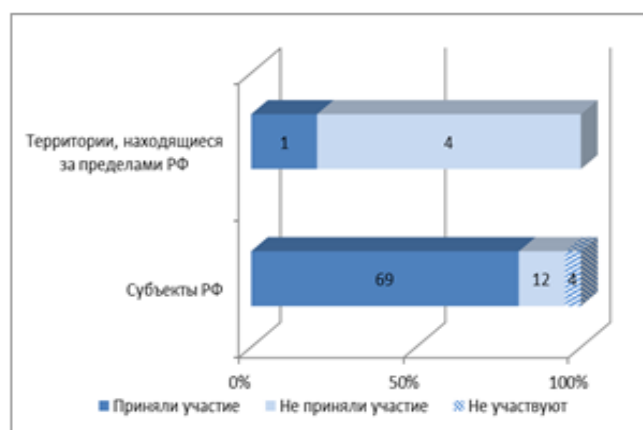 Территории, находящиеся
за пределами РФ
1 4
Субъекты РФ
69 12 4
0% 50% 100%
Приняли участие Не приняли участие Не участвуют